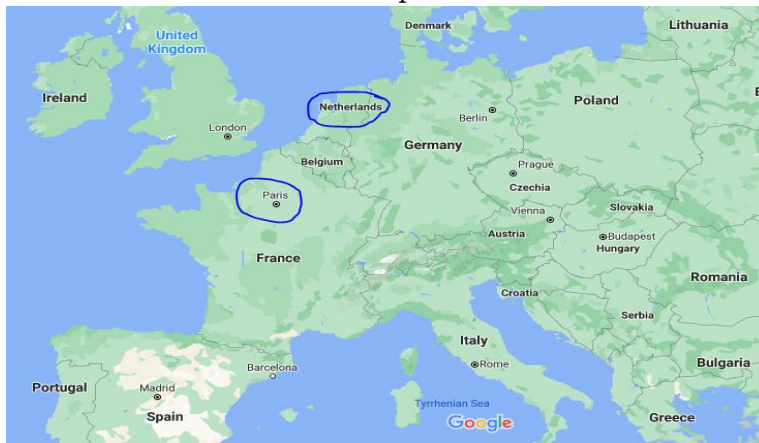 Denmark
Lithuania
United
Kingdom
Ireland
Netherlands
Poland
London
Berlin
Germany
Belgium
Prague
Czechia
Paris
Slovakia
Vienna
Austria
Budapest
Hungary
France
Romania
Croatia
Serbia
Italy
Bulgaria
Barcelona
Rome
Portugal
Madrid
Tyrrhenian Sea
Spain
Google
Greece